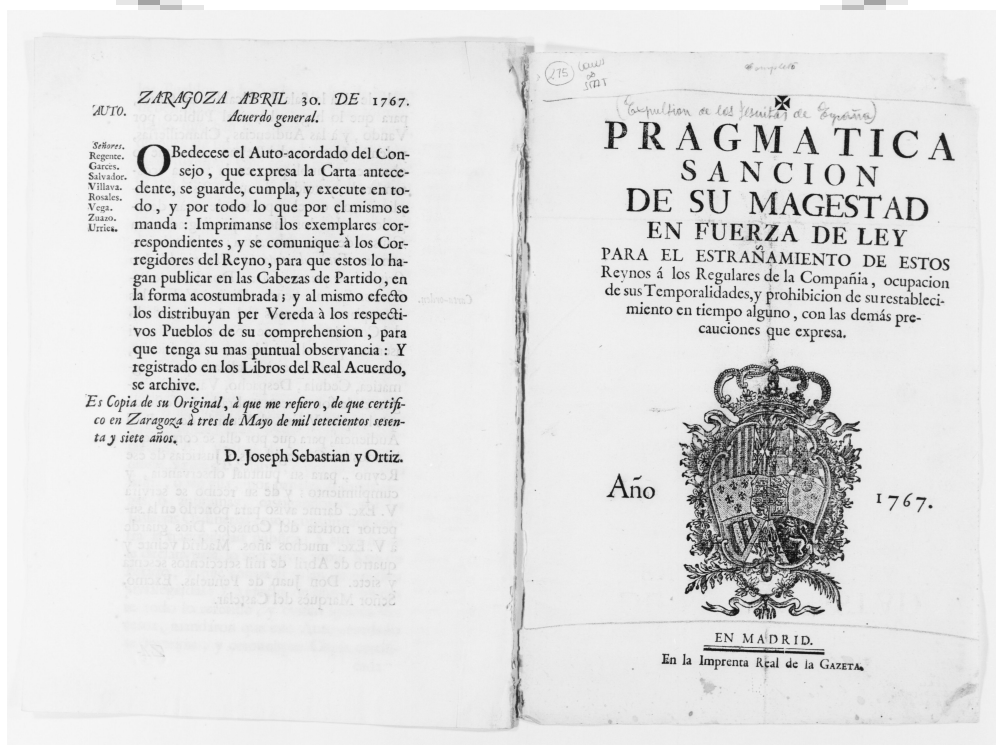 ZARAGOZA ABRIL 30. DE 1767.
AUTO.
Acuerdo general.
Señores.
Regente.
Garces.
Salvador.
Villava.
Rosales.
Vega.
Zuazo.
Urries.
OBedecese el Auto-acordado del Con-
sejo, que expresa la Carta antece-
dente, se guarde, cumpla, y execute en to-
do, y por todo lo que por el mismo se
manda: Imprimanse los exemplares cor-
respondientes, y se comunique à los Cor-
regidores del Reyno, para que estos lo ha-
gan publicar en las Cabezas de Partido, en
la forma acostumbrada; y al mismo efecto
los distribuyan per Vereda à los respecti-
vos Pueblos de su comprehension, para
que tenga su mas puntual observancia: Y
registrado en los Libros del Real Acuerdo,
se archive.
Es Copia de su Original, à que me refiero, de que certifi-
co en Zaragoza à tres de Mayo de mil setecientos sesen-
ta y siete años.
D. Joseph Sebastian y Ortiz.
275
(Expulsion de los Jesuitas de España)
PRAGMATICA
SANCION
DE SU MAGESTAD
EN FUERZA DE LEY
PARA EL ESTRAÑAMIENTO DE ESTOS
Reynos á los Regulares de la Compañia, ocupacion
de sus Temporalidades, y prohibicion de su restableci-
miento en tiempo alguno, con las demás pre-
cauciones que expresa.
Año 1767.
EN MADRID.
En la Imprenta Real de la GAZETA.